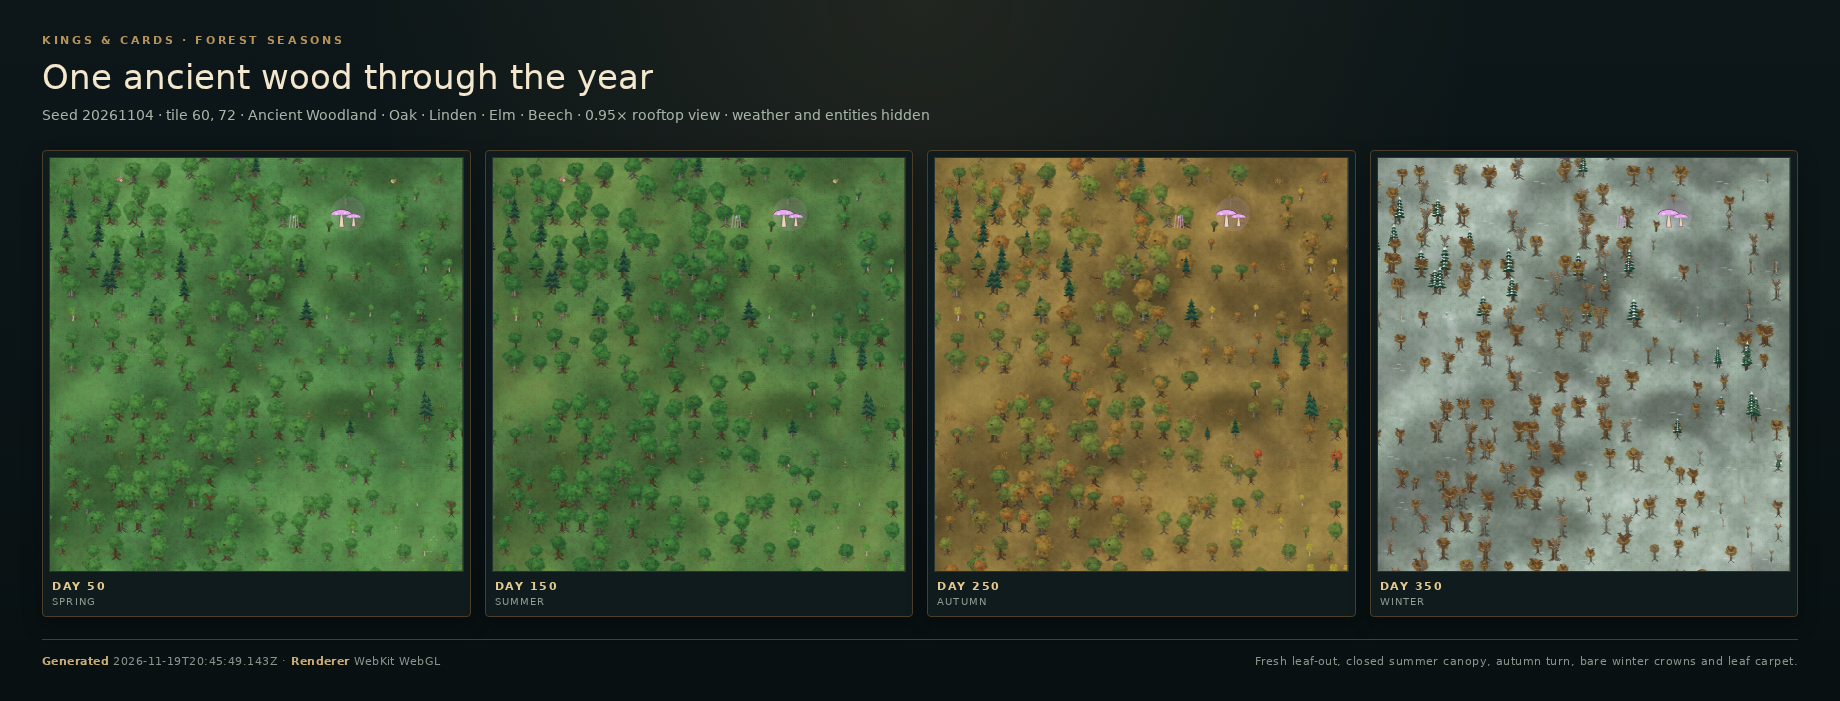 KINGS & CARDS · FOREST SEASONS
One ancient wood through the year
Seed 20261104 · tile 60, 72 · Ancient Woodland · Oak · Linden · Elm · Beech · 0.95× rooftop view · weather and entities hidden
DAY 50
SPRING
DAY 150
SUMMER
DAY 250
AUTUMN
DAY 350
WINTER
Generated 2026-11-19T20:45:49.143Z · Renderer WebKit WebGL
Fresh leaf-out, closed summer canopy, autumn turn, bare winter crowns and leaf carpet.